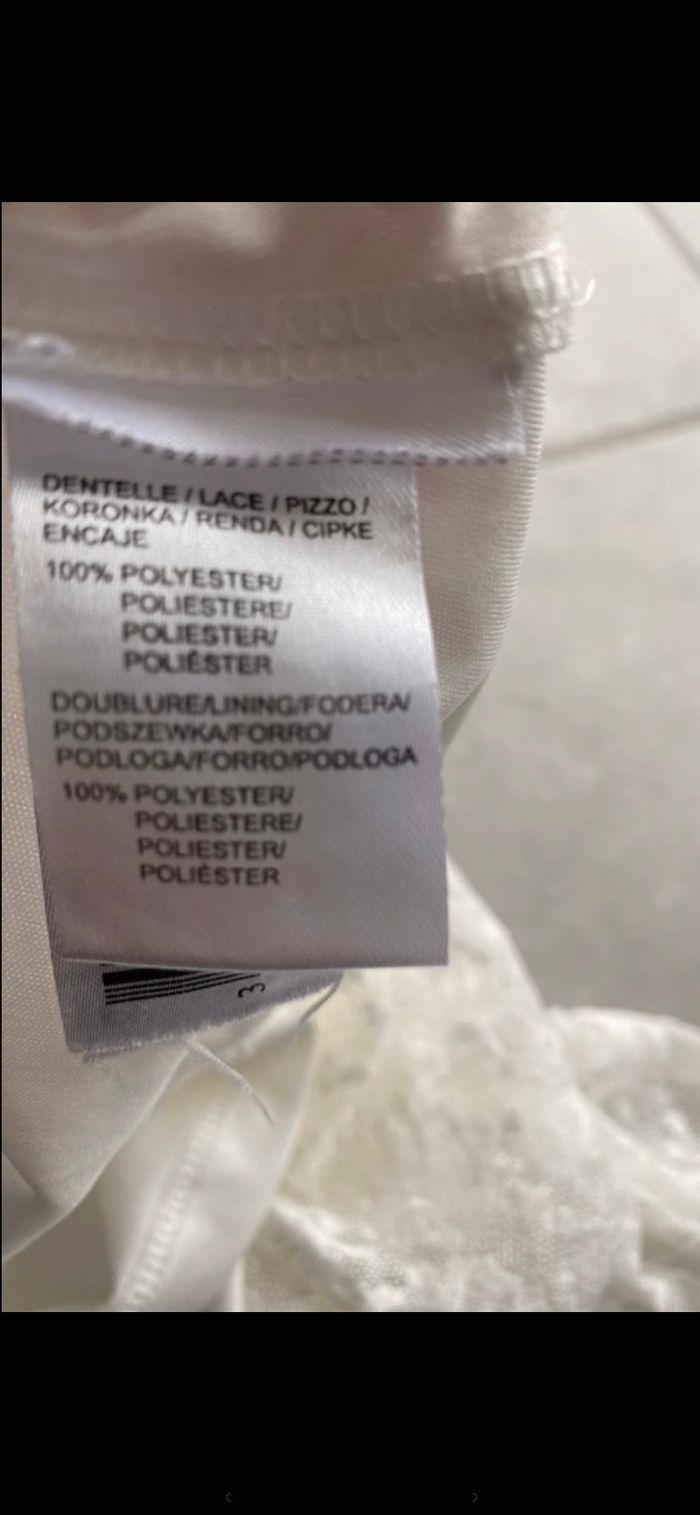 DENTELLE / LACE / PIZZO /
KORONKA / RENDA / CIPKE
ENCAJE
100% POLYESTER/
POLIESTERE/
POLIESTER/
POLIÉSTER
DOUBLURE/LINING/FODERA/
PODSZEWKA/FORRO/
PODLOGA/FORRO/PODLOGA
100% POLYESTER/
POLIESTERE/
POLIESTER/
POLIÉSTER
3